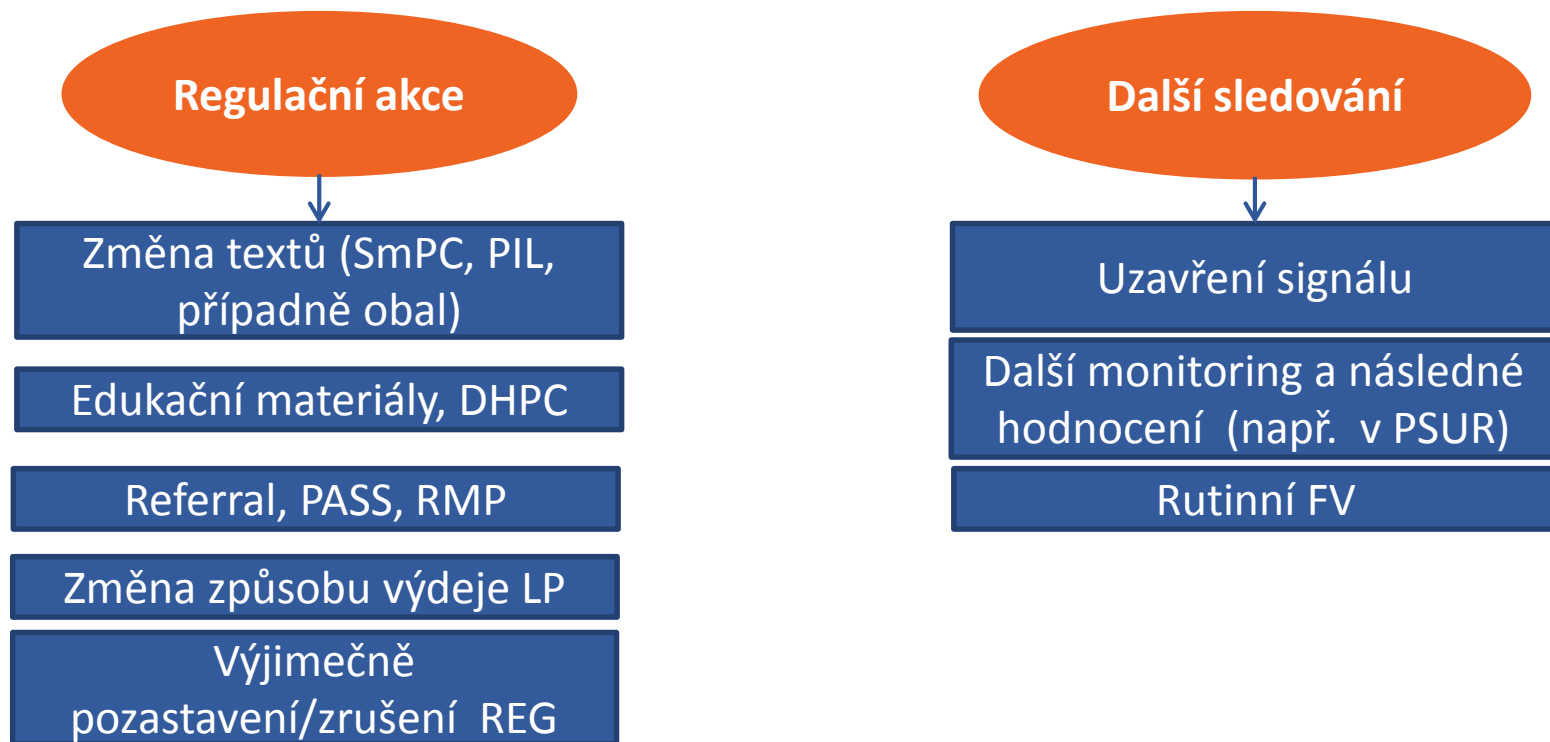 Regulační akce
Změna textů (SmPC, PIL,
případně obal)
Edukační materiály, DHPC
Referral, PASS, RMP
Změna způsobu výdeje LP
Výjimečně
pozastavení/zrušení REG
Další sledování
Uzavření signálu
Další monitoring a následné
hodnocení (např. v PSUR)
Rutinní FV